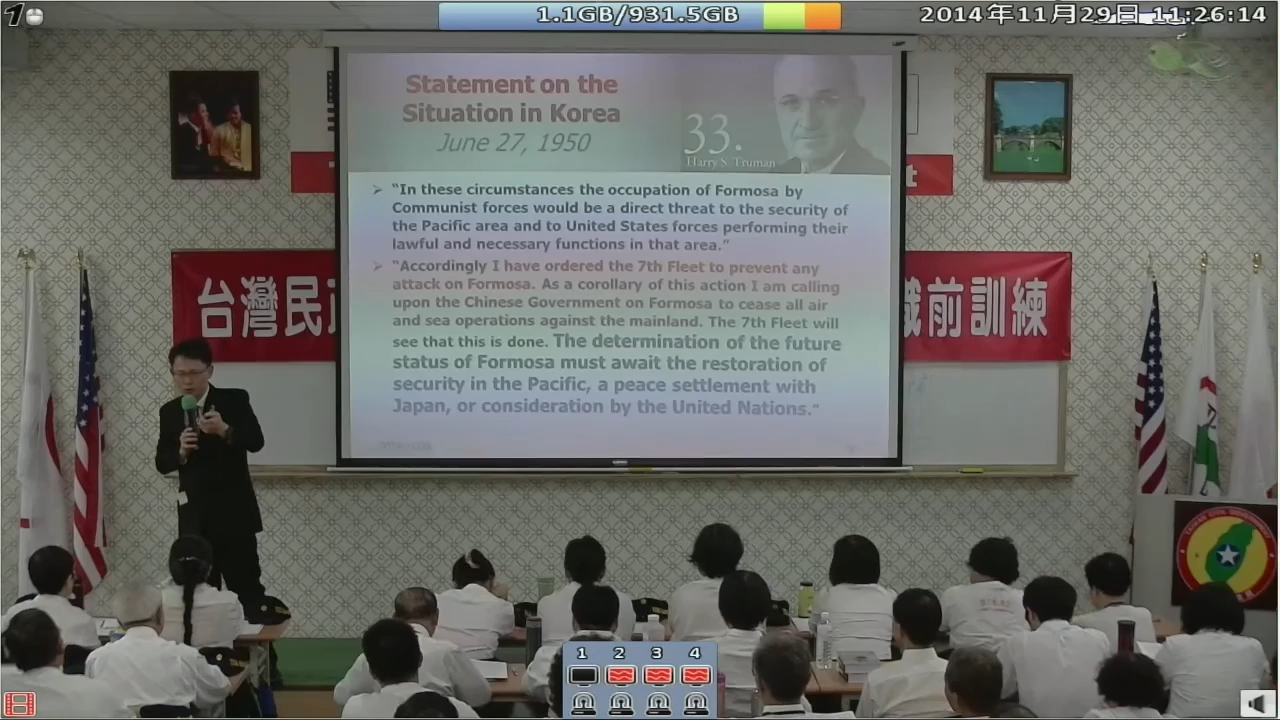 1
1.1GB/931.5GB
2014年11月29日 11:26:14
Statement on the
Situation in Korea
June 27, 1950
33.
Harry S. Truman
t
➢ “In these circumstances the occupation of Formosa by
Communist forces would be a direct threat to the security of
the Pacific area and to United States forces performing their
lawful and necessary functions in that area.”
➢ “Accordingly I have ordered the 7th Fleet to prevent any
attack on Formosa. As a corollary of this action I am calling
upon the Chinese Government on Formosa to cease all air
and sea operations against the mainland. The 7th Fleet will
see that this is done. The determination of the future
status of Formosa must await the restoration of
security in the Pacific, a peace settlement with
Japan, or consideration by the United Nations.”
台灣民
職前訓練
TAIWAN CIVIL GOVERNMENT
1 2 3 4